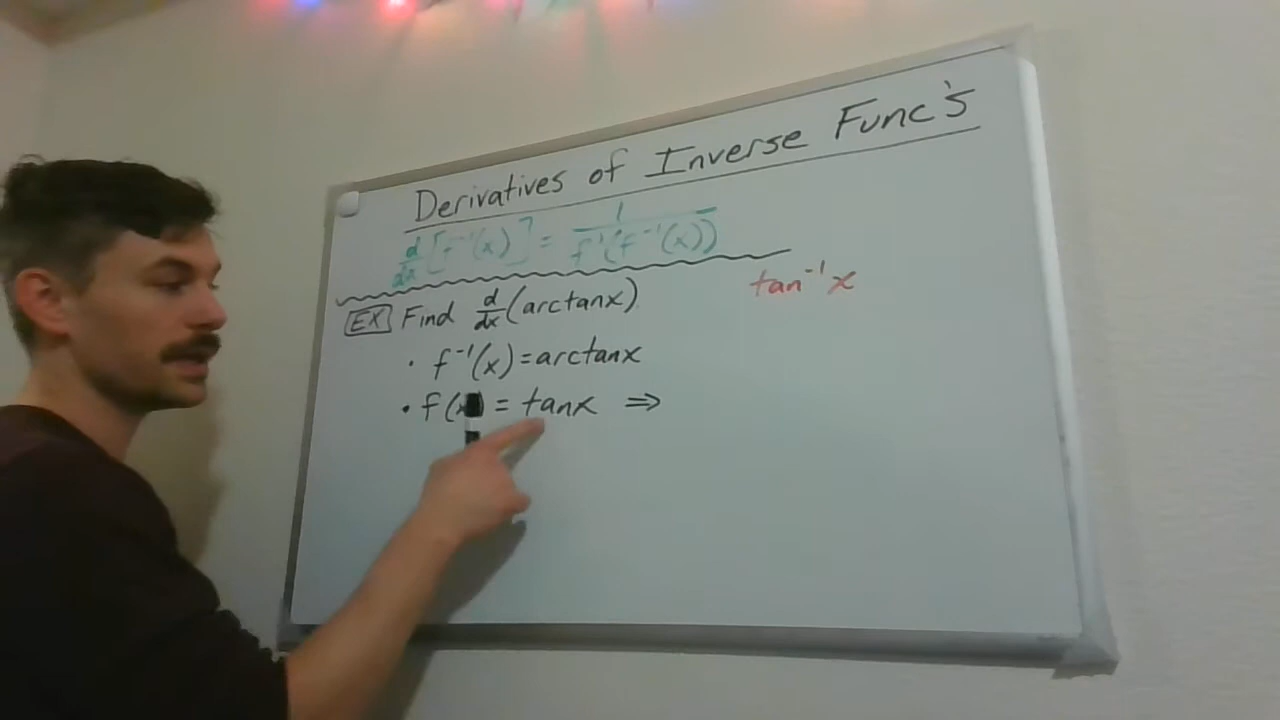 Derivatives of Inverse Func's
d/dx [f⁻¹(x)] = 1/f'(f⁻¹(x))
tan⁻¹x
EX Find d/dx (arctanx)
• f⁻¹(x) = arctanx
• f(x) = tanx ⇒